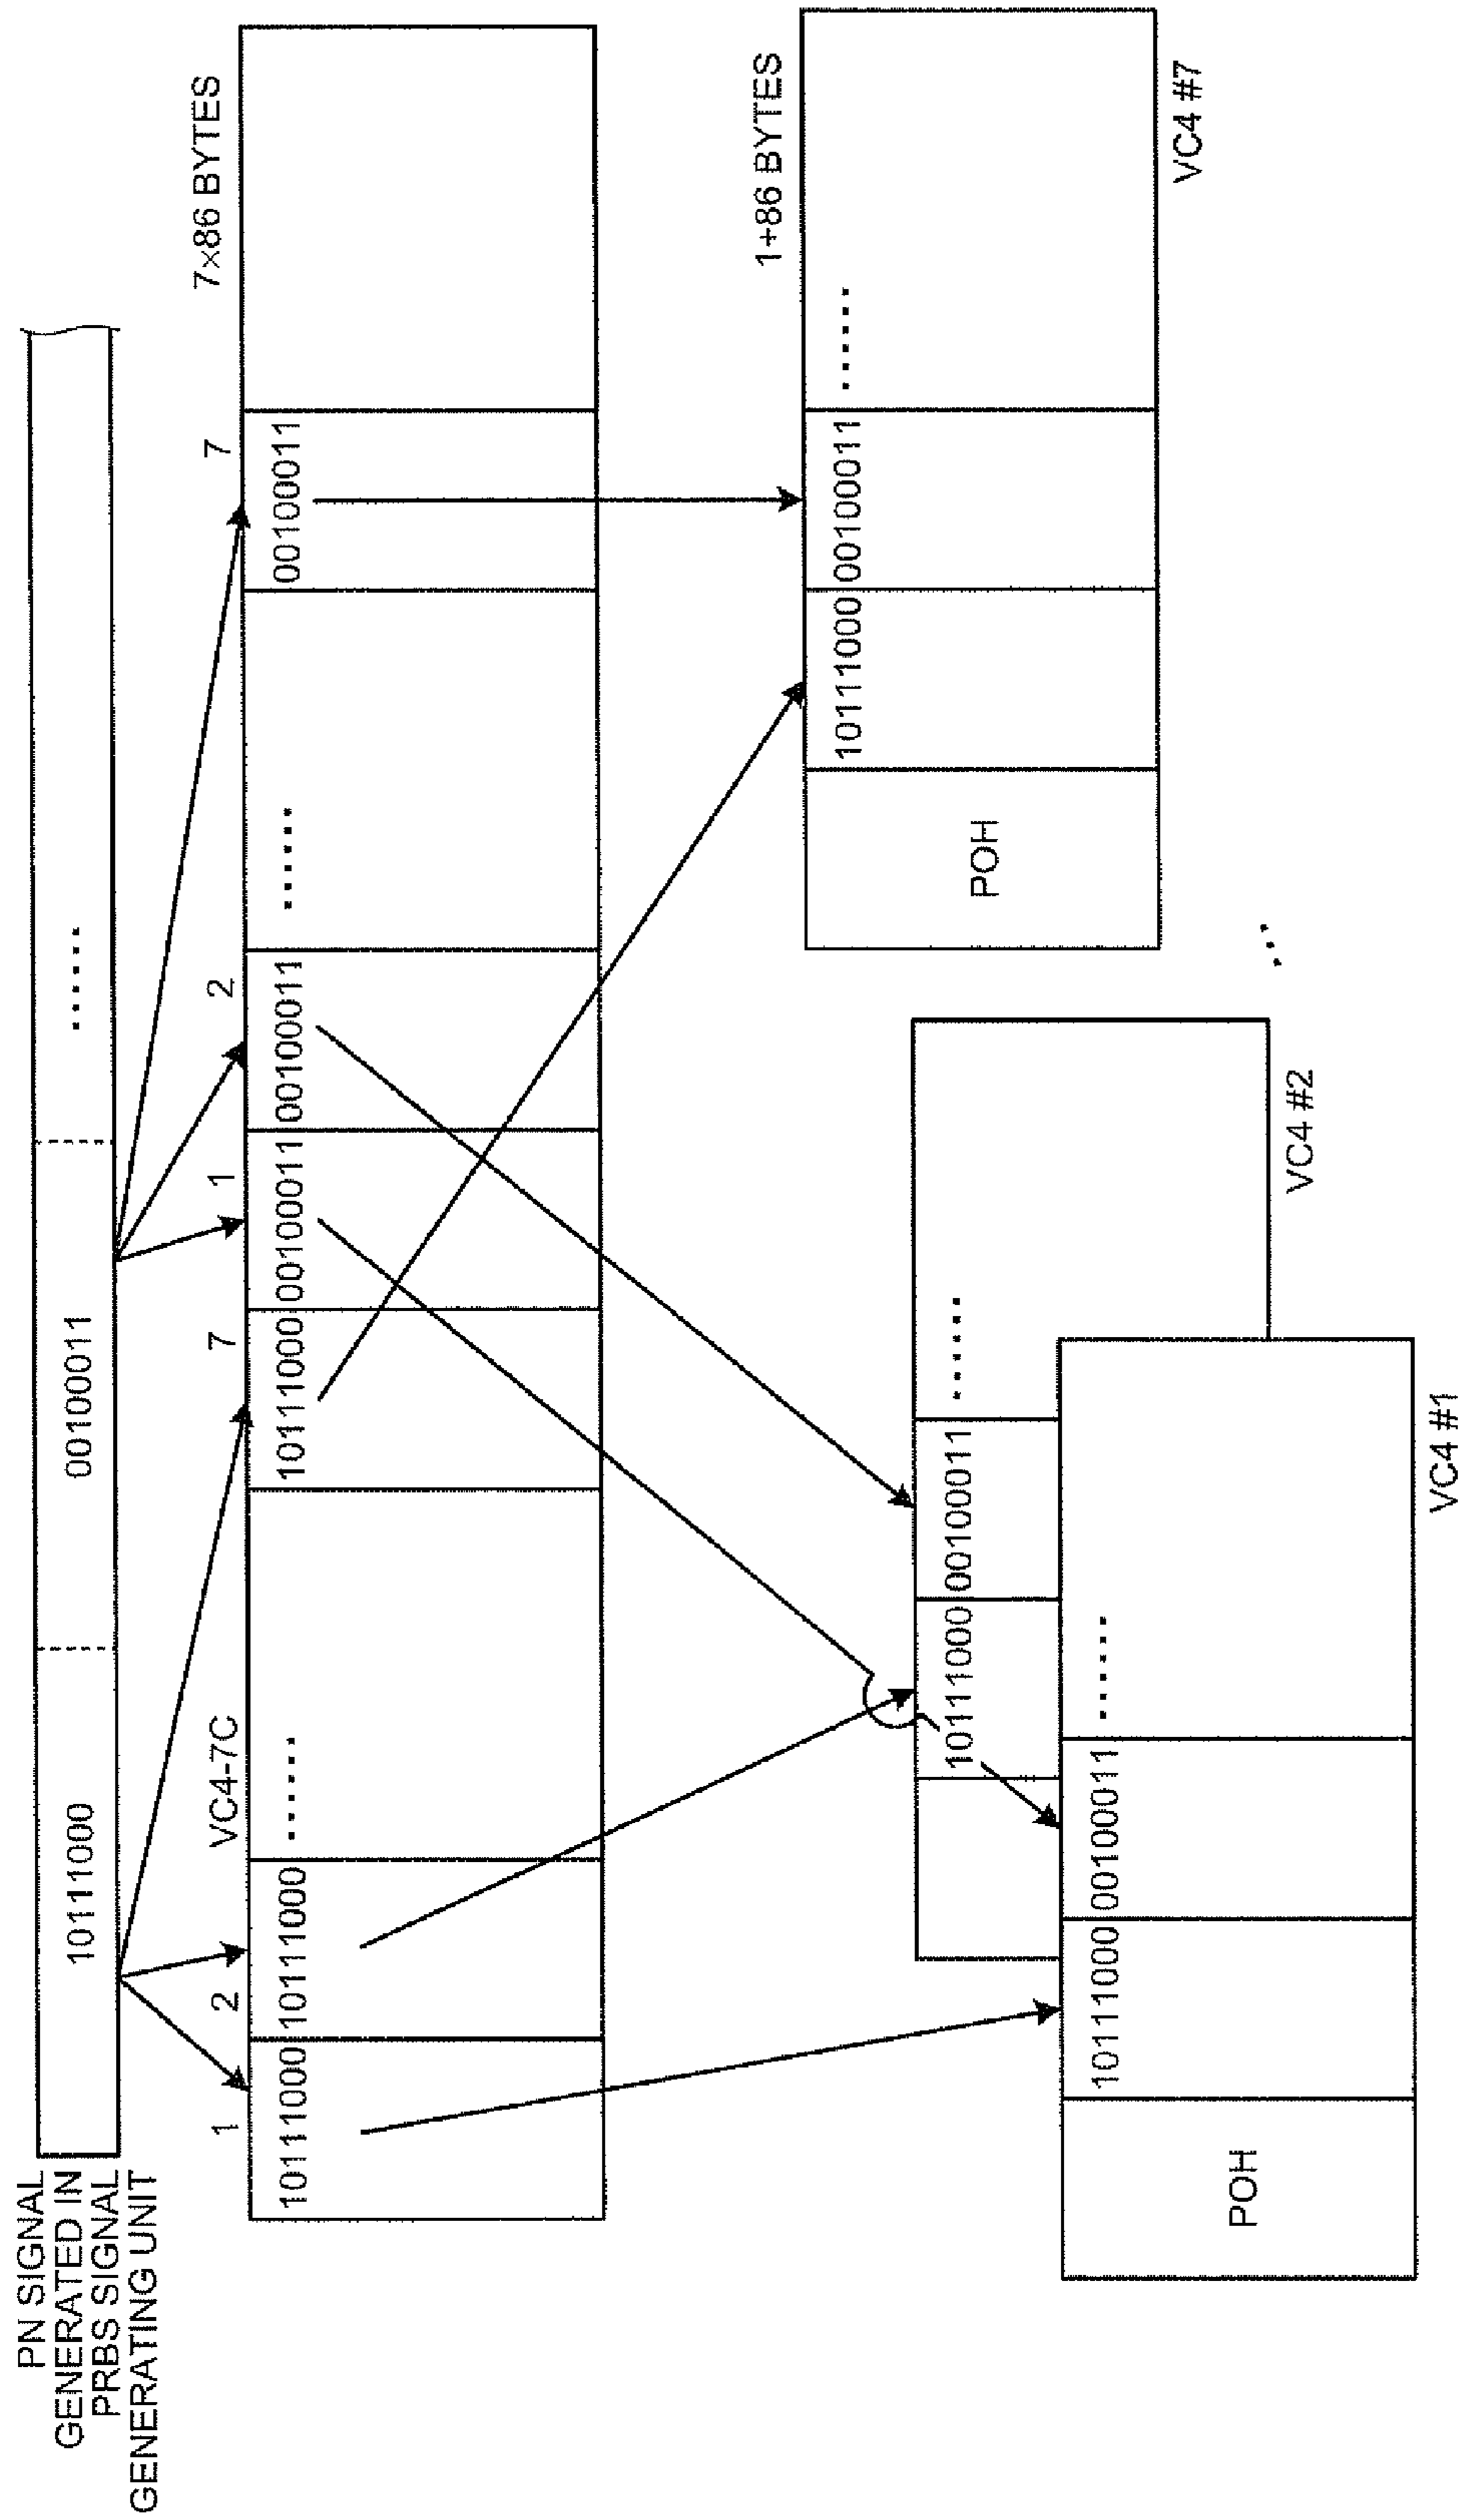 PN SIGNAL
GENERATED IN
PRBS SIGNAL
GENERATING UNIT
10111000 00100011 ......
1 2 VC4-7C 7 1 2 7 7×86 BYTES
10111000 10111000 ...... 10111000 00100011 00100011 ...... 00100011
1+86 BYTES
POH 10111000 00100011 ......
VC4 #7
10111000 00100011 ......
VC4 #2
...
POH 10111000 00100011 ......
VC4 #1